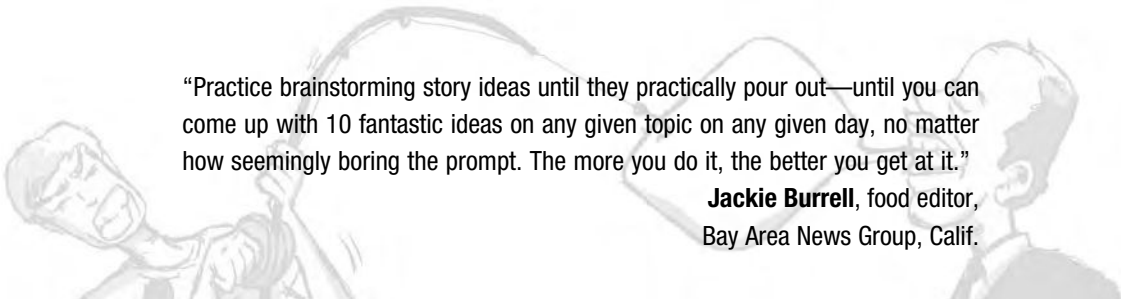 “Practice brainstorming story ideas until they practically pour out—until you can
come up with 10 fantastic ideas on any given topic on any given day, no matter
how seemingly boring the prompt. The more you do it, the better you get at it.”
Jackie Burrell, food editor,
Bay Area News Group, Calif.